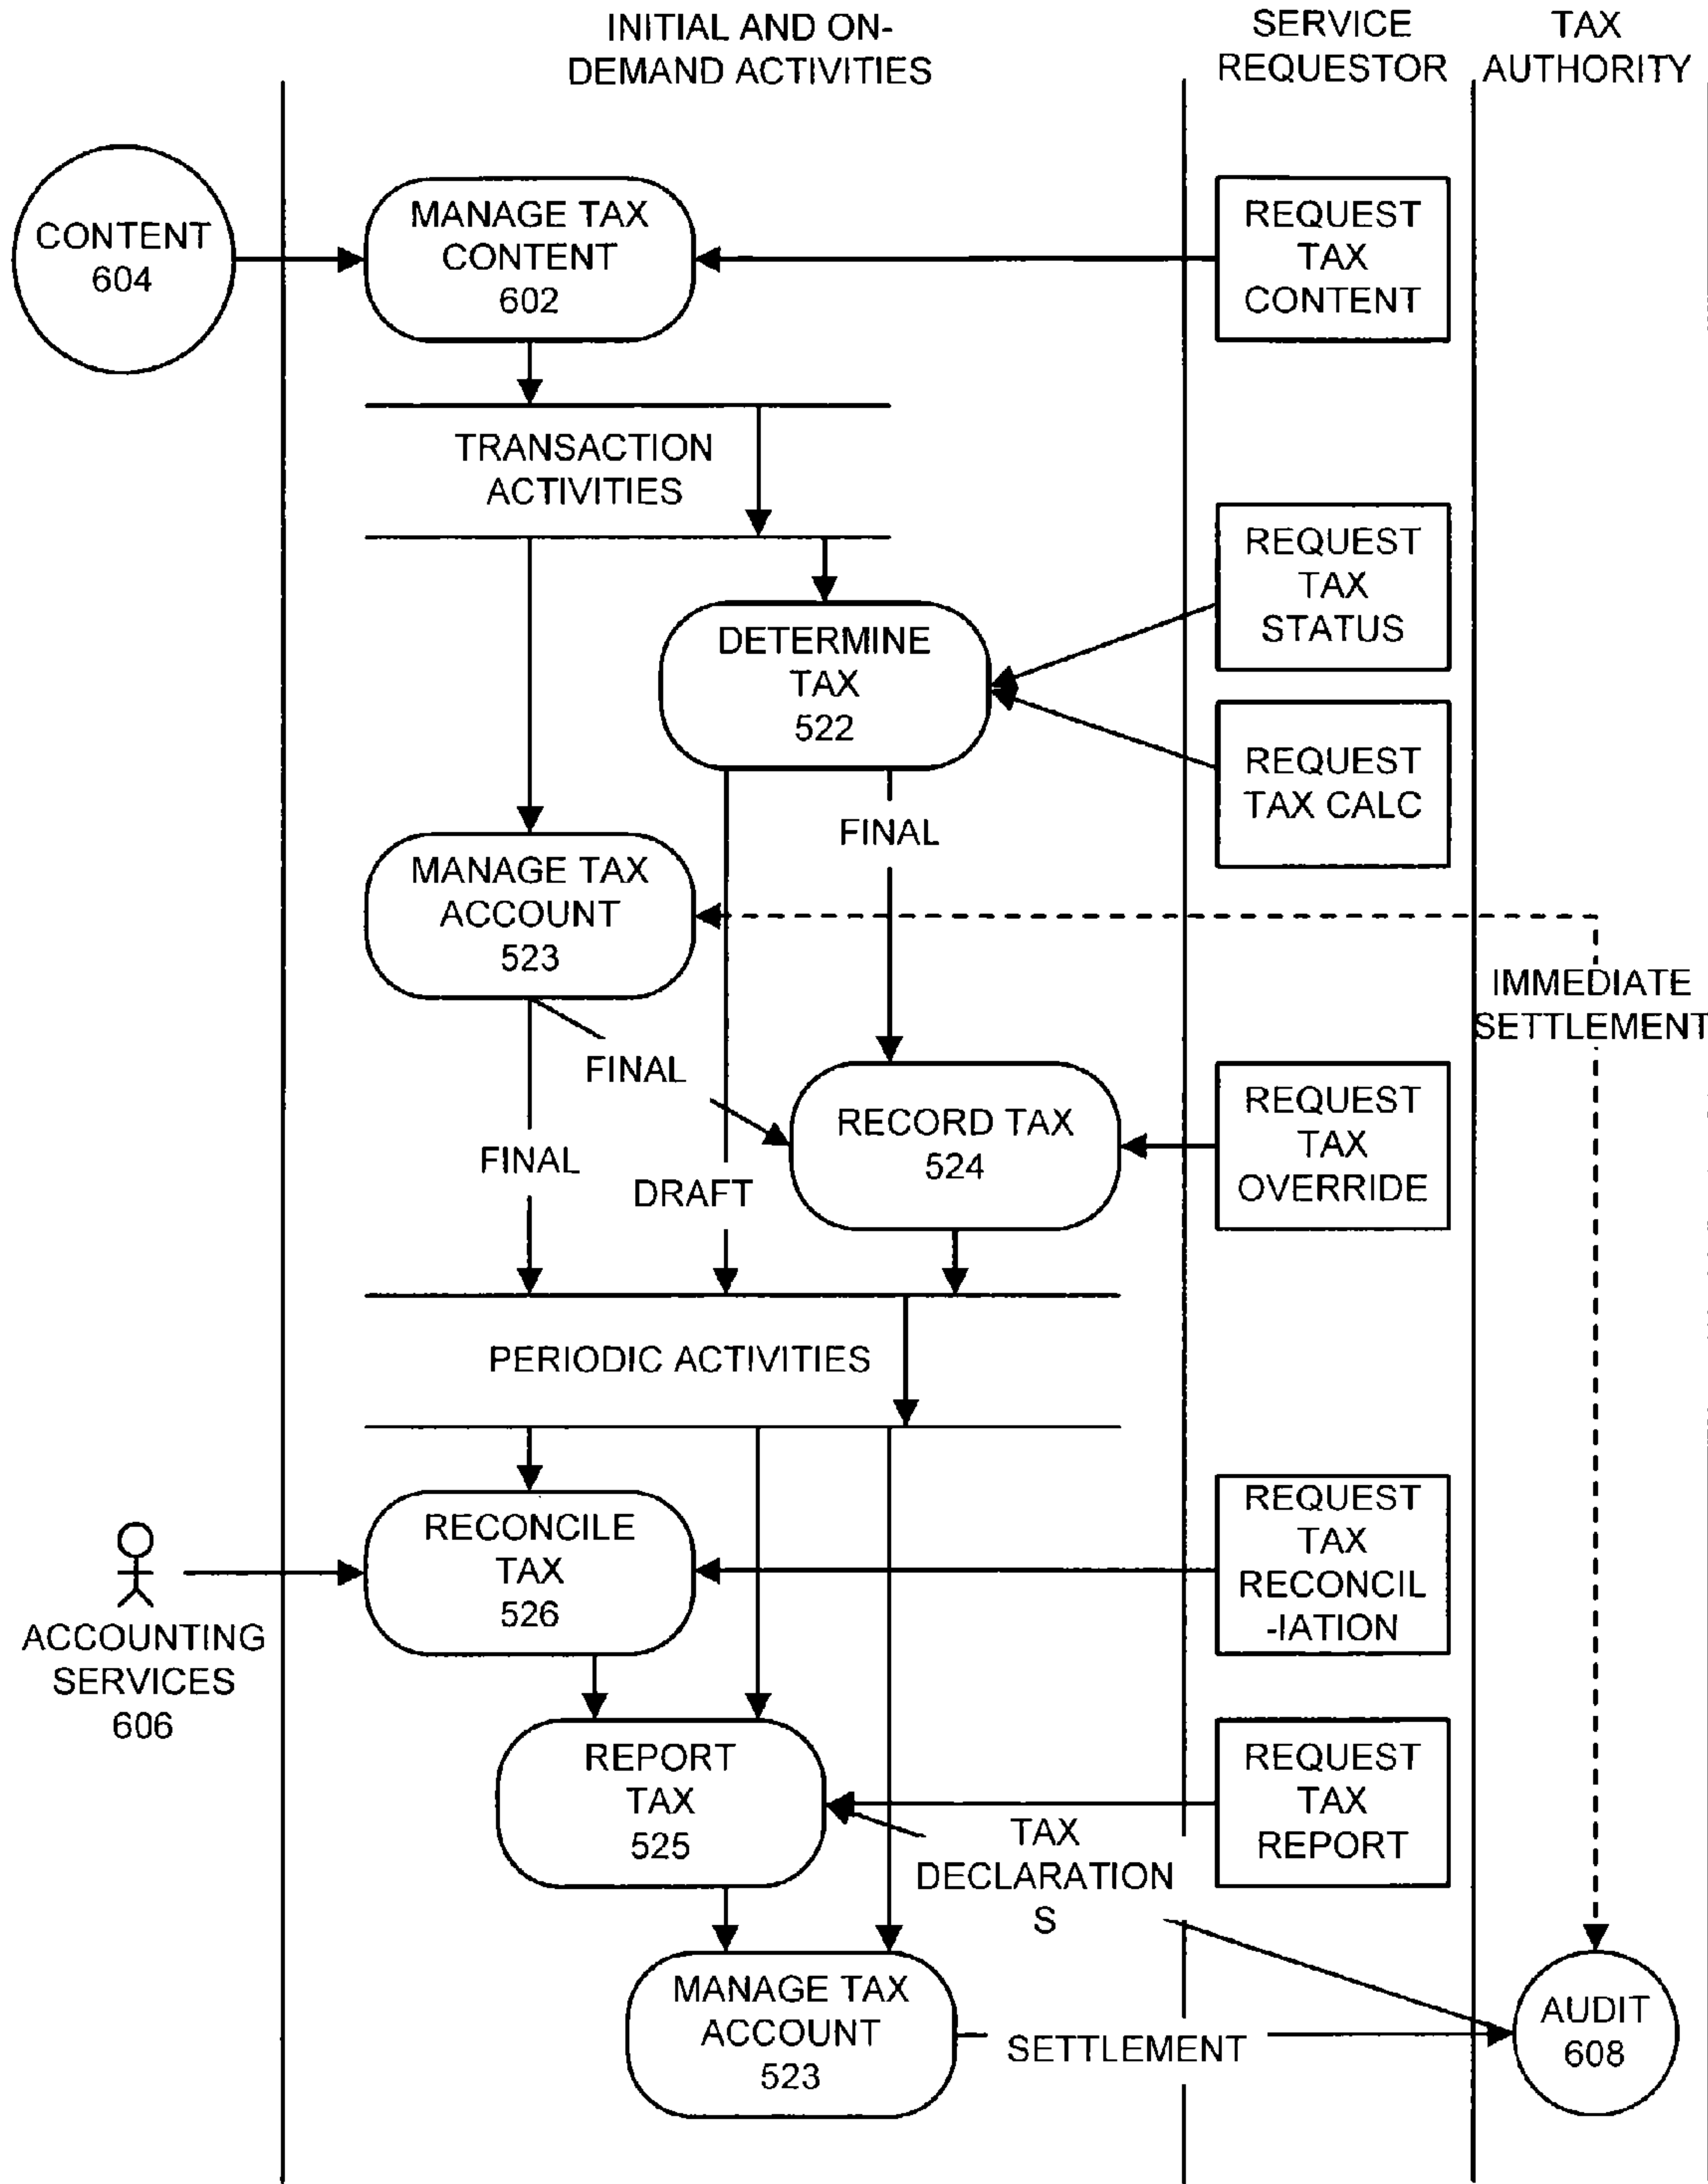 INITIAL AND ON-
DEMAND ACTIVITIES
SERVICE
REQUESTOR
TAX
AUTHORITY
CONTENT
604
MANAGE TAX
CONTENT
602
REQUEST
TAX
CONTENT
TRANSACTION
ACTIVITIES
REQUEST
TAX
STATUS
DETERMINE
TAX
522
REQUEST
TAX CALC
FINAL
MANAGE TAX
ACCOUNT
523
IMMEDIATE
SETTLEMENT
FINAL
RECORD TAX
524
REQUEST
TAX
OVERRIDE
FINAL
DRAFT
PERIODIC ACTIVITIES
RECONCILE
TAX
526
REQUEST
TAX
RECONCIL
-IATION
ACCOUNTING
SERVICES
606
REPORT
TAX
525
REQUEST
TAX
REPORT
TAX
DECLARATION
S
MANAGE TAX
ACCOUNT
523
SETTLEMENT
AUDIT
608